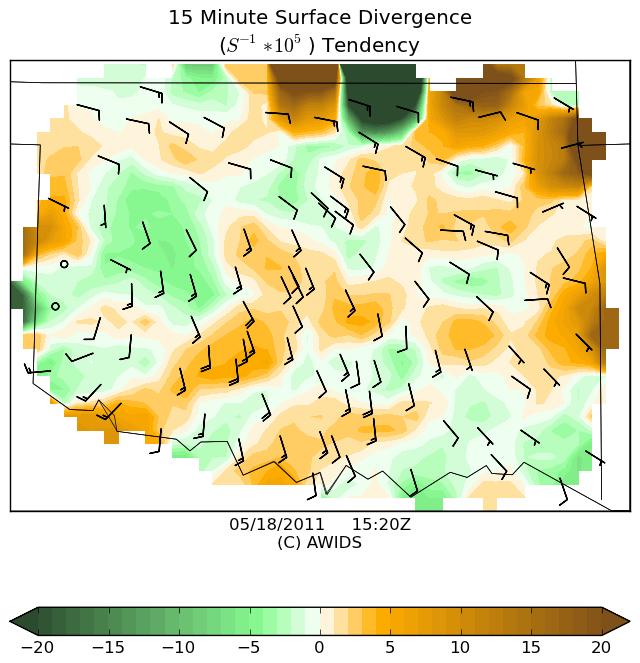 15 Minute Surface Divergence
(S⁻¹ * 10⁵ ) Tendency
05/18/2011 15:20Z
(C) AWIDS
−20 −15 −10 −5 0 5 10 15 20